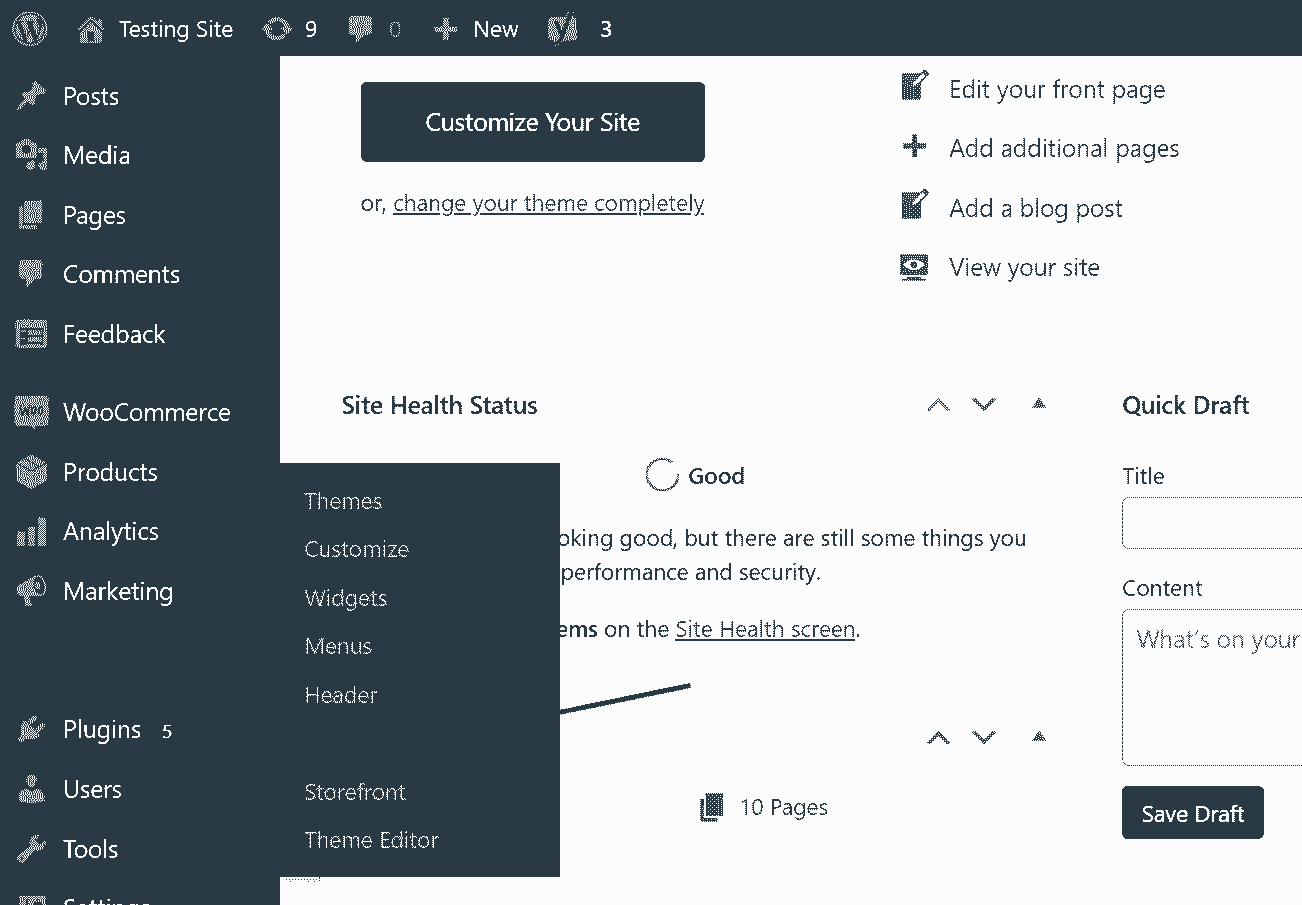 Testing Site 9 0 New 3
Posts
Media
Pages
Comments
Feedback
WooCommerce
Products
Analytics
Marketing
Plugins 5
Users
Tools
Settings
Themes
Customize
Widgets
Menus
Header
Storefront
Theme Editor
Customize Your Site
or, change your theme completely
Edit your front page
Add additional pages
Add a blog post
View your site
Site Health Status
Good
oking good, but there are still some things you
performance and security.
ems on the Site Health screen.
10 Pages
Quick Draft
Title
Content
What's on your
Save Draft